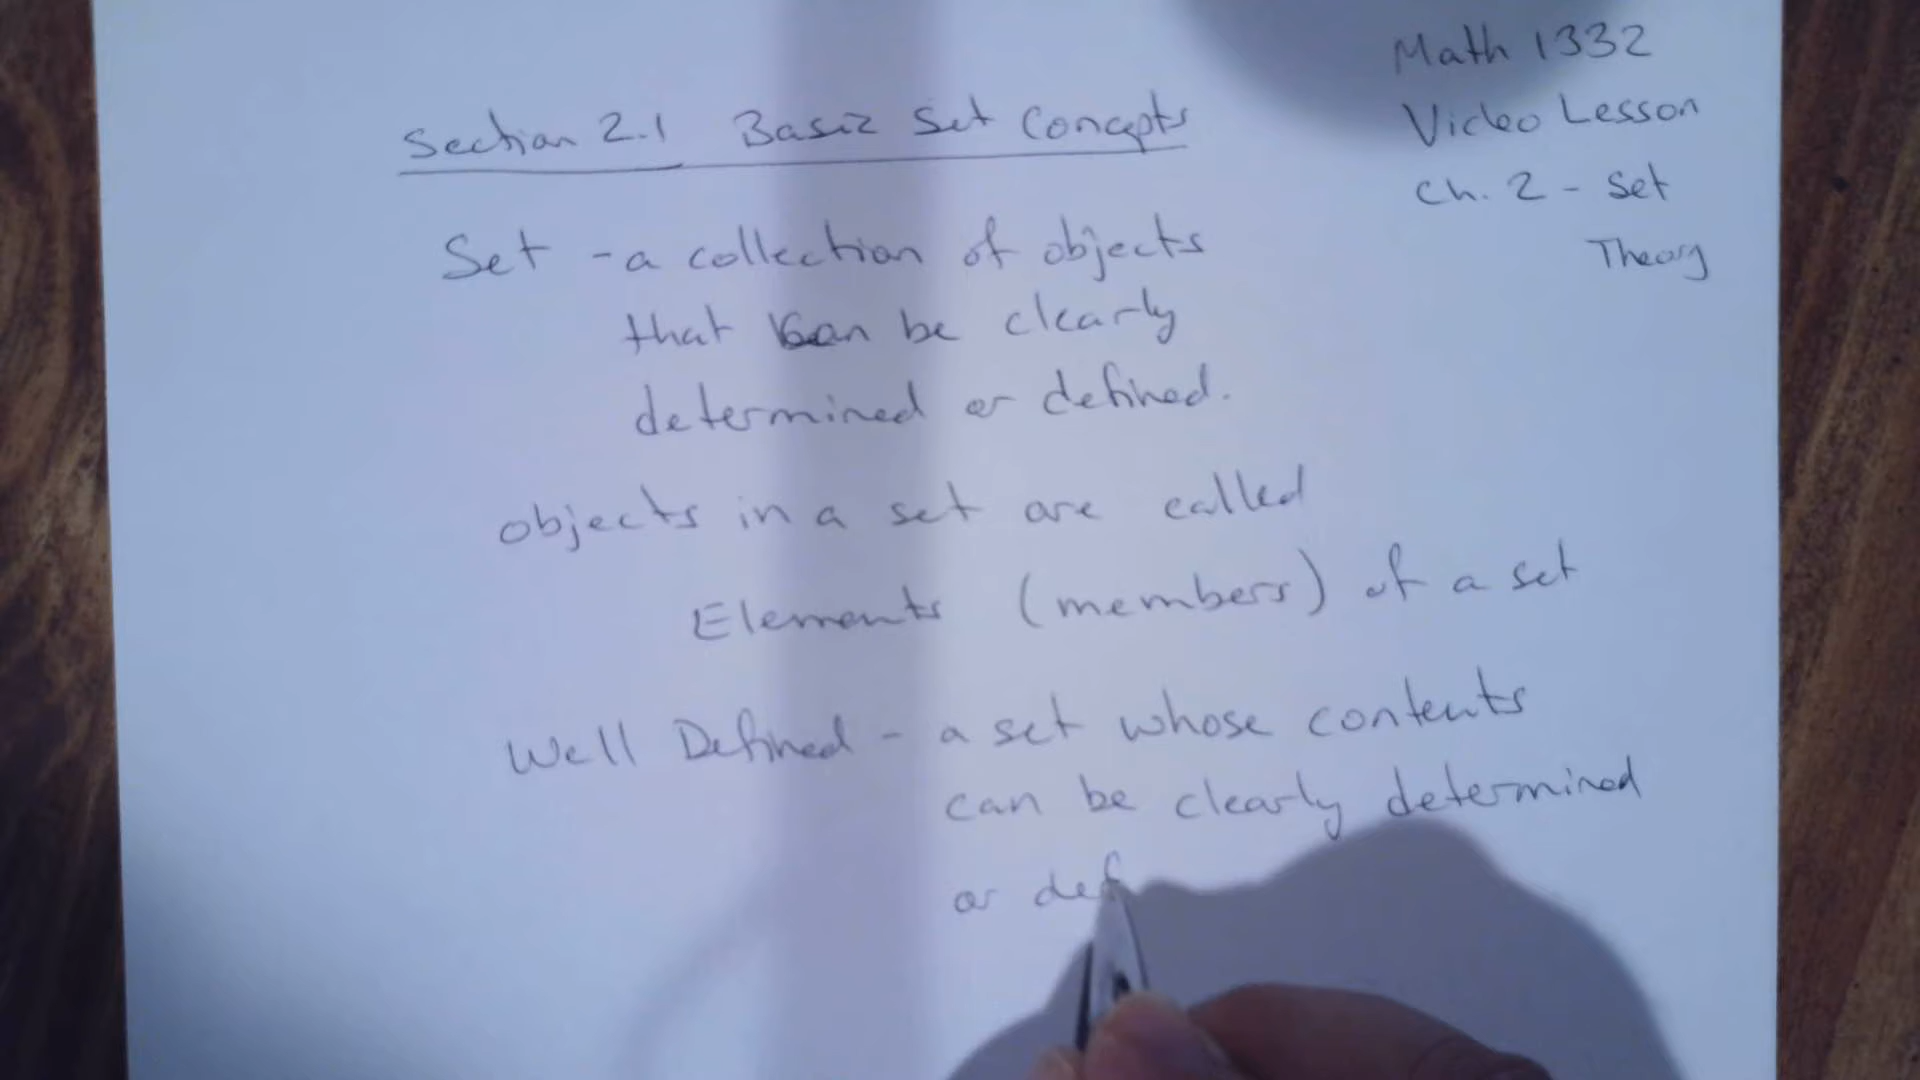 Math 1332
Video Lesson
Ch. 2 - Set
Theory
Section 2.1 Basic Set Concepts
Set - a collection of objects
that can be clearly
determined or defined.
objects in a set are called
Elements (members) of a set
Well Defined - a set whose contents
can be clearly determined
or def